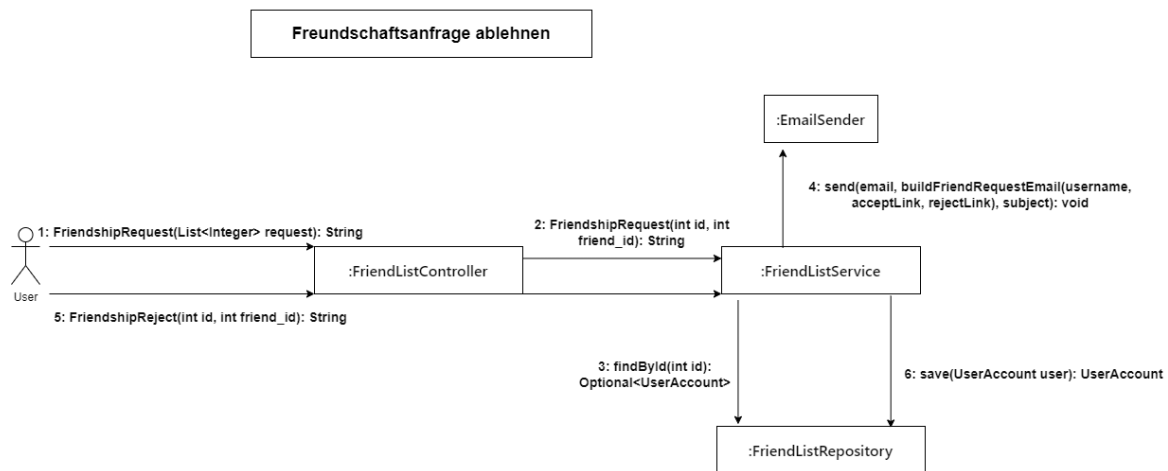 Freundschaftsanfrage ablehnen
:EmailSender
4: send(email, buildFriendRequestEmail(username,
acceptLink, rejectLink), subject): void
1: FriendshipRequest(List<Integer> request): String
2: FriendshipRequest(int id, int
friend_id): String
:FriendListController
:FriendListService
User
5: FriendshipReject(int id, int friend_id): String
3: findById(int id):
Optional<UserAccount>
6: save(UserAccount user): UserAccount
:FriendListRepository